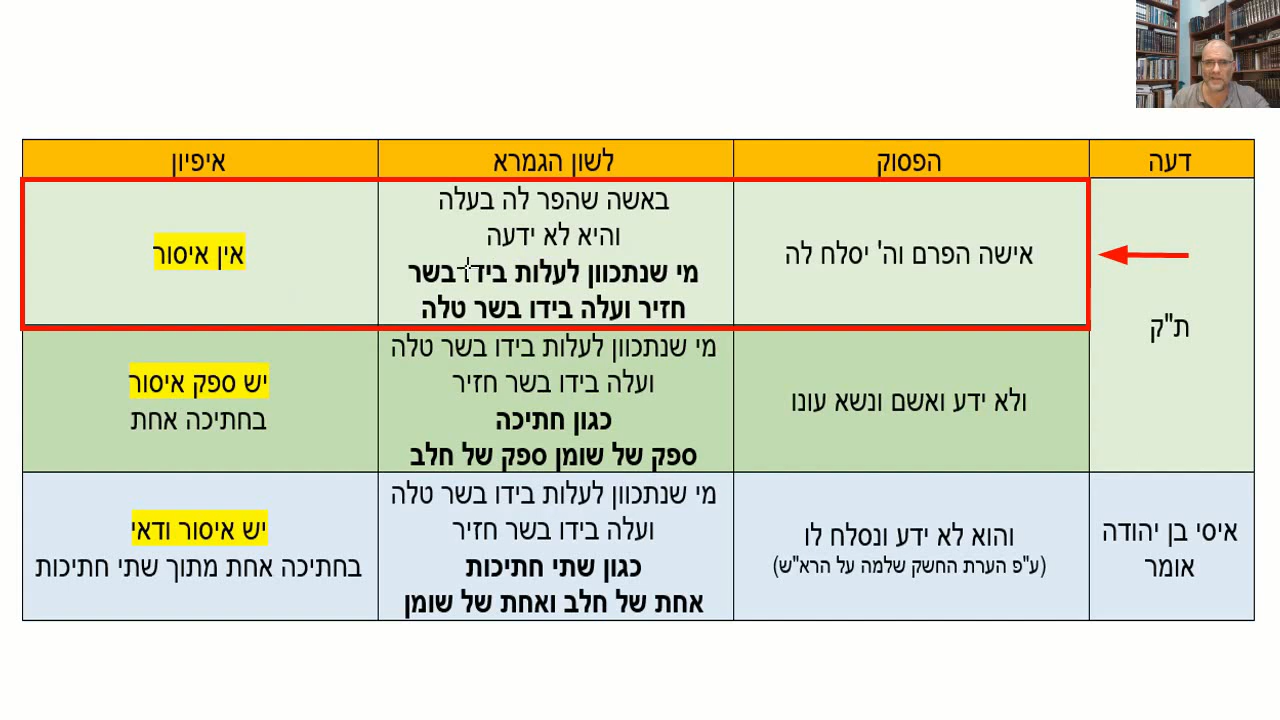 דעה
הפסוק
לשון הגמרא
איפיון
ת"ק
אישה הפרם וה' יסלח לה
באשה שהפר לה בעלה
והיא לא ידעה
מי שנתכוון לעלות בידו בשר
חזיר ועלה בידו בשר טלה
אין איסור
ולא ידע ואשם ונשא עונו
מי שנתכוון לעלות בידו בשר טלה
ועלה בידו בשר חזיר
כגון חתיכה
ספק של שומן ספק של חלב
יש ספק איסור
בחתיכה אחת
איסי בן יהודה
אומר
והוא לא ידע ונסלח לו
(ע"פ הערת החשק שלמה על הרא"ש)
מי שנתכוון לעלות בידו בשר טלה
ועלה בידו בשר חזיר
כגון שתי חתיכות
אחת של חלב ואחת של שומן
יש איסור ודאי
בחתיכה אחת מתוך שתי חתיכות